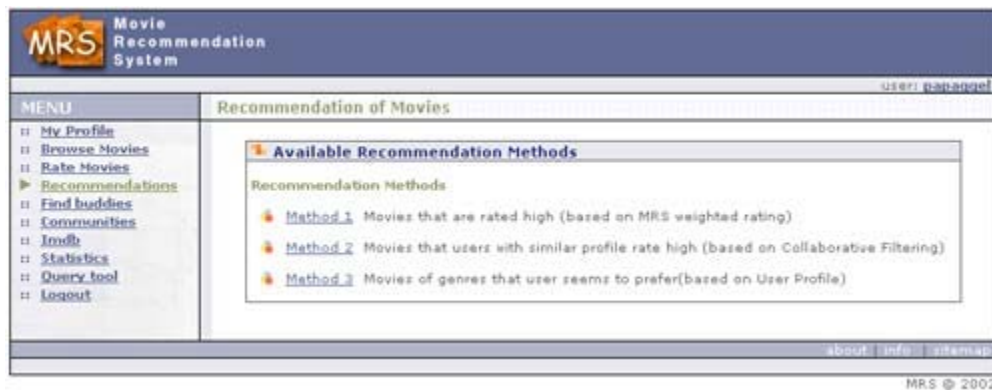 MRS
Movie
Recommendation
System
user: papaggel
MENU
My Profile
Browse Movies
Rate Movies
Recommendations
Find buddies
Communities
Imdb
Statistics
Query tool
Logout
Recommendation of Movies
Available Recommendation Methods
Recommendation Methods
Method 1 Movies that are rated high (based on MRS weighted rating)
Method 2 Movies that users with similar profile rate high (based on Collaborative Filtering)
Method 3 Movies of genres that user seems to prefer(based on User Profile)
about | info | sitemap
MRS ©